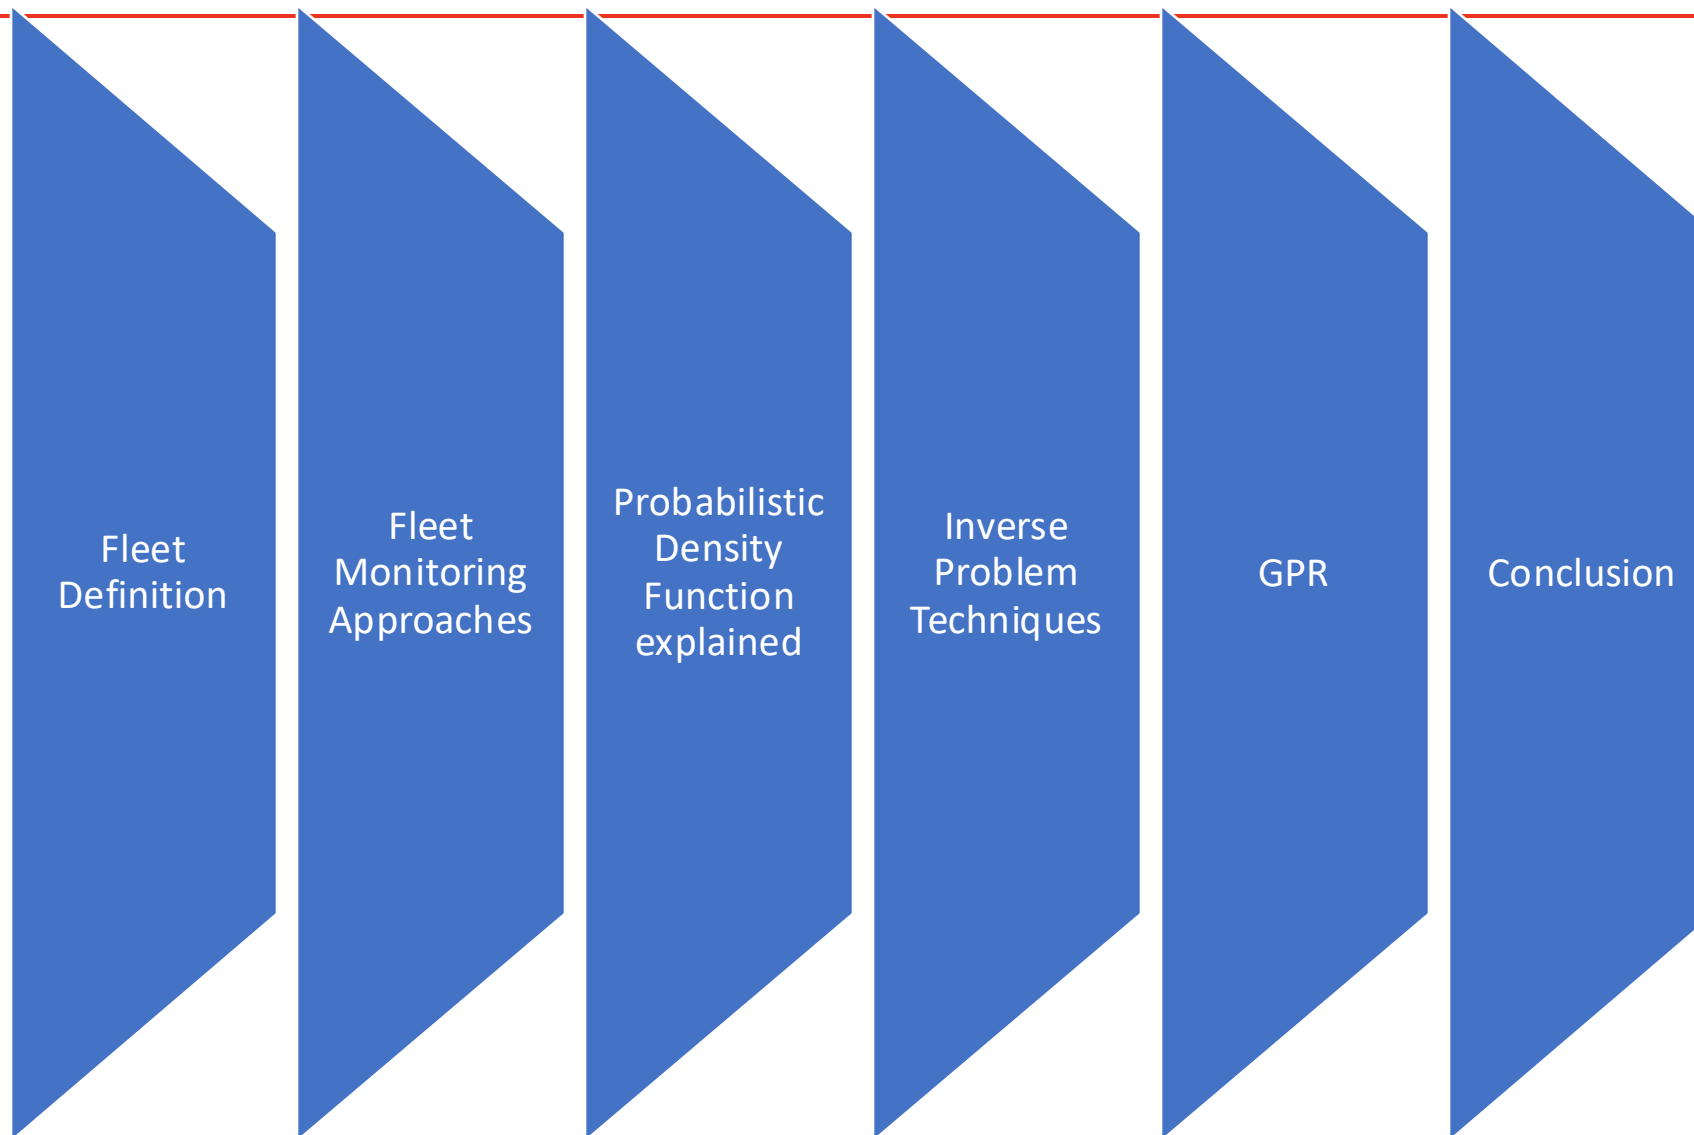 Fleet
Definition
Fleet
Monitoring
Approaches
Probabilistic
Density
Function
explained
Inverse
Problem
Techniques
GPR
Conclusion